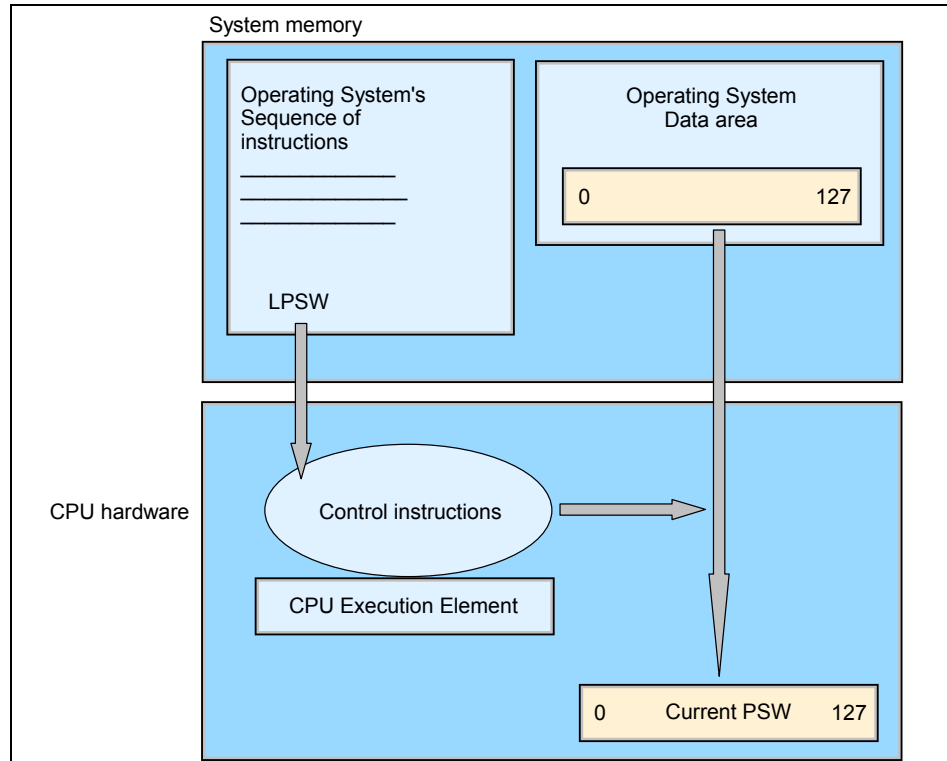 System memory
Operating System's
Sequence of
instructions
LPSW
Operating System
Data area
0 127
CPU hardware
Control instructions
CPU Execution Element
0 Current PSW 127